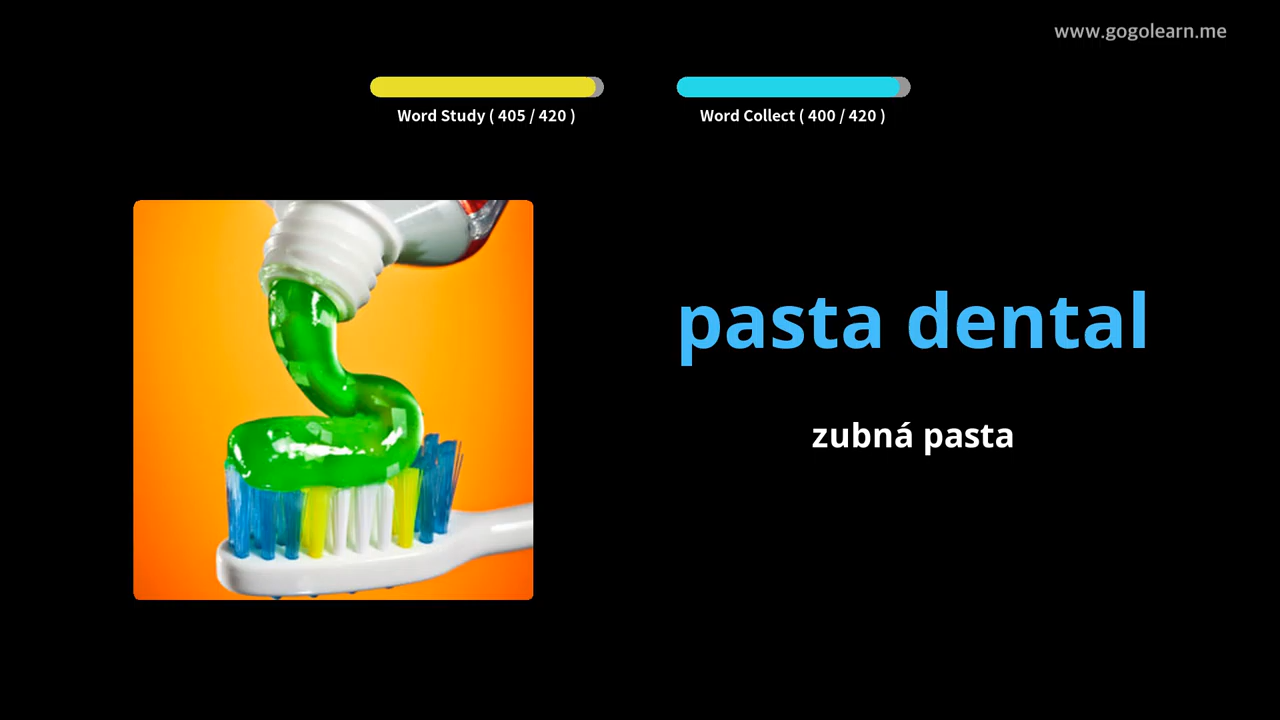 www.gogolearn.me
Word Study ( 405 / 420 )
Word Collect ( 400 / 420 )
pasta dental
zubná pasta